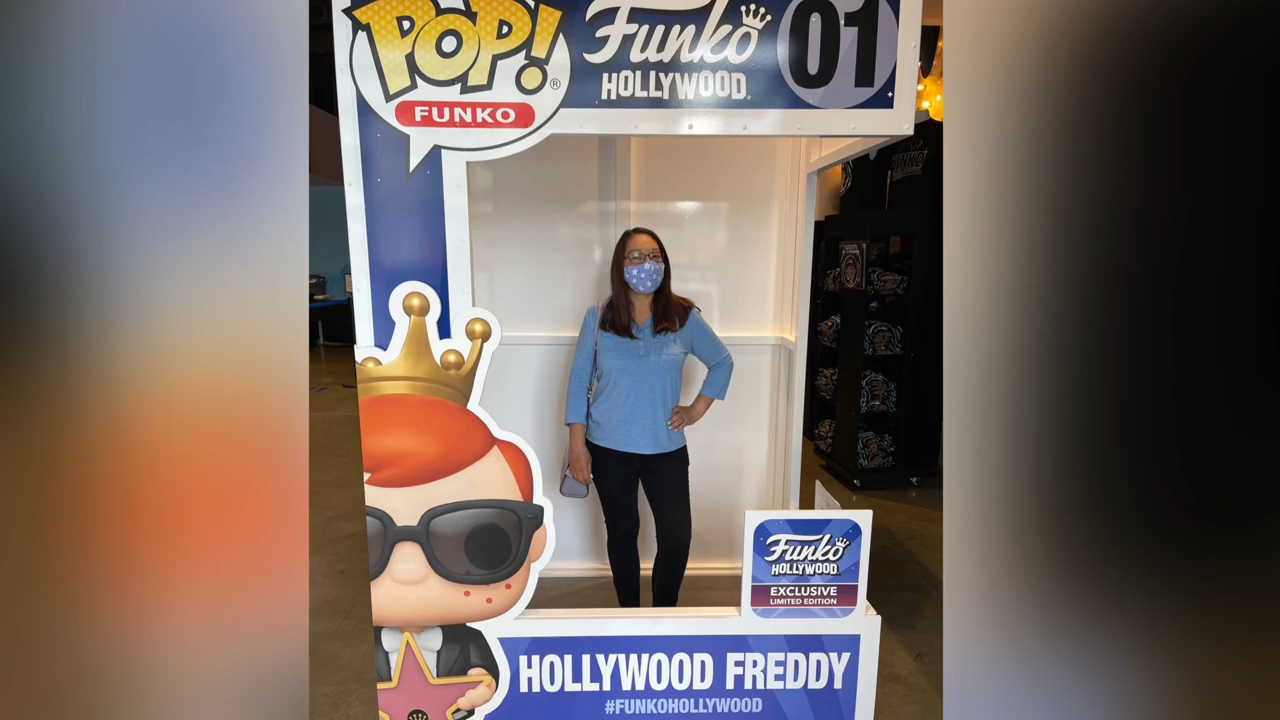 POP!®
FUNKO
Funko
HOLLYWOOD®
01
Funko
HOLLYWOOD
EXCLUSIVE
LIMITED EDITION
HOLLYWOOD FREDDY
#FUNKOHOLLYWOOD